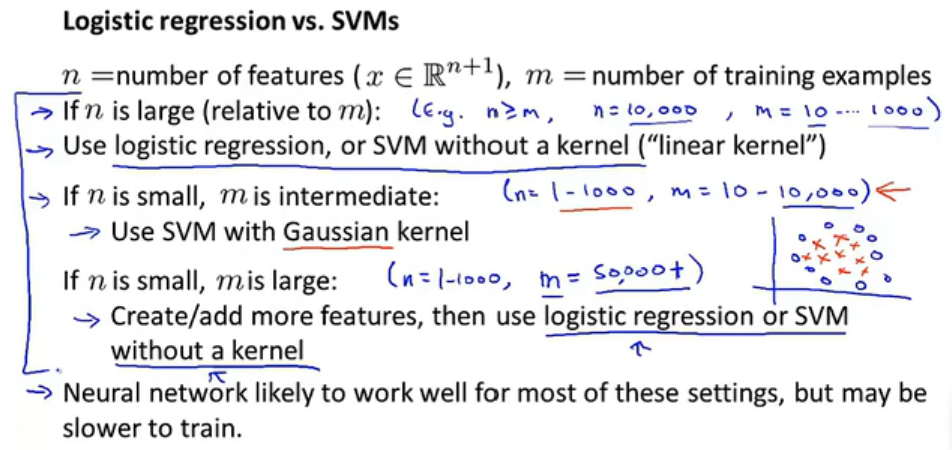 Logistic regression vs. SVMs
n =number of features (x ∈ ℝⁿ⁺¹), m = number of training examples
→ If n is large (relative to m): (E.g. n ≥ m, n = 10,000, m = 10 .... 1000)
→ Use logistic regression, or SVM without a kernel (“linear kernel”)
→ If n is small, m is intermediate: (n = 1 - 1000, m = 10 - 10,000) ←
→ Use SVM with Gaussian kernel
If n is small, m is large: (n = 1-1000, m = 50,000+)
→ Create/add more features, then use logistic regression or SVM
without a kernel
→ Neural network likely to work well for most of these settings, but may be
slower to train.